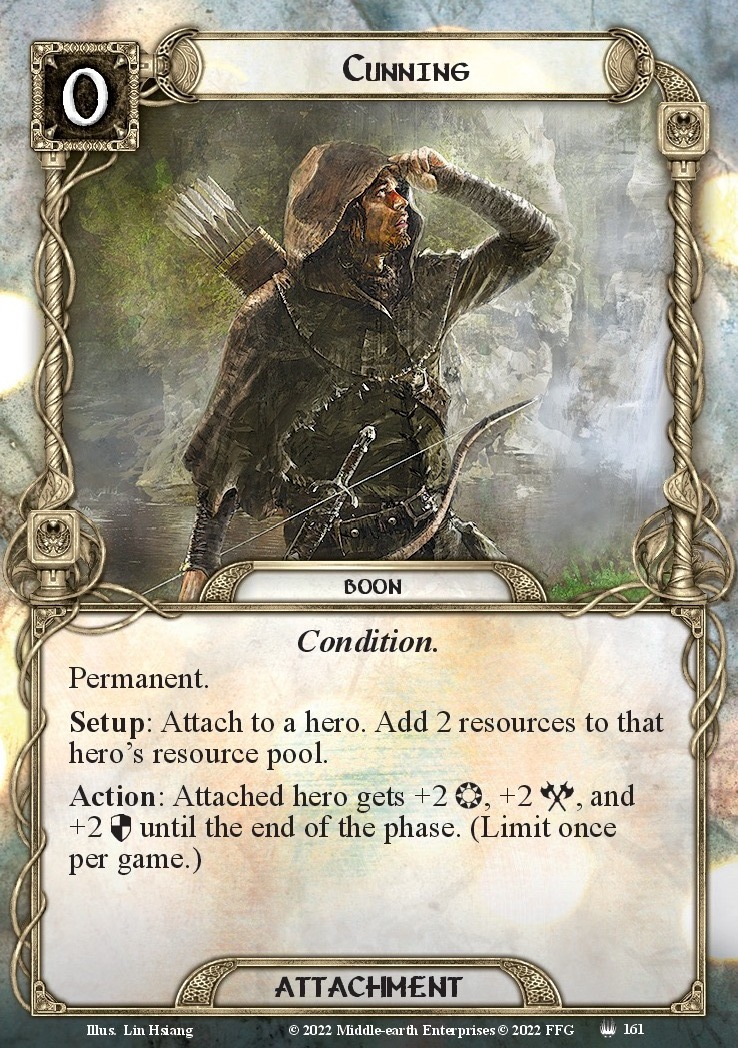 0
Cunning
BOON
Condition.
Permanent.
Setup: Attach to a hero. Add 2 resources to that
hero's resource pool.
Action: Attached hero gets +2 , +2 , and
+2 until the end of the phase. (Limit once
per game.)
ATTACHMENT
Illus. Lin Hsiang © 2022 Middle-earth Enterprises © 2022 FFG 161